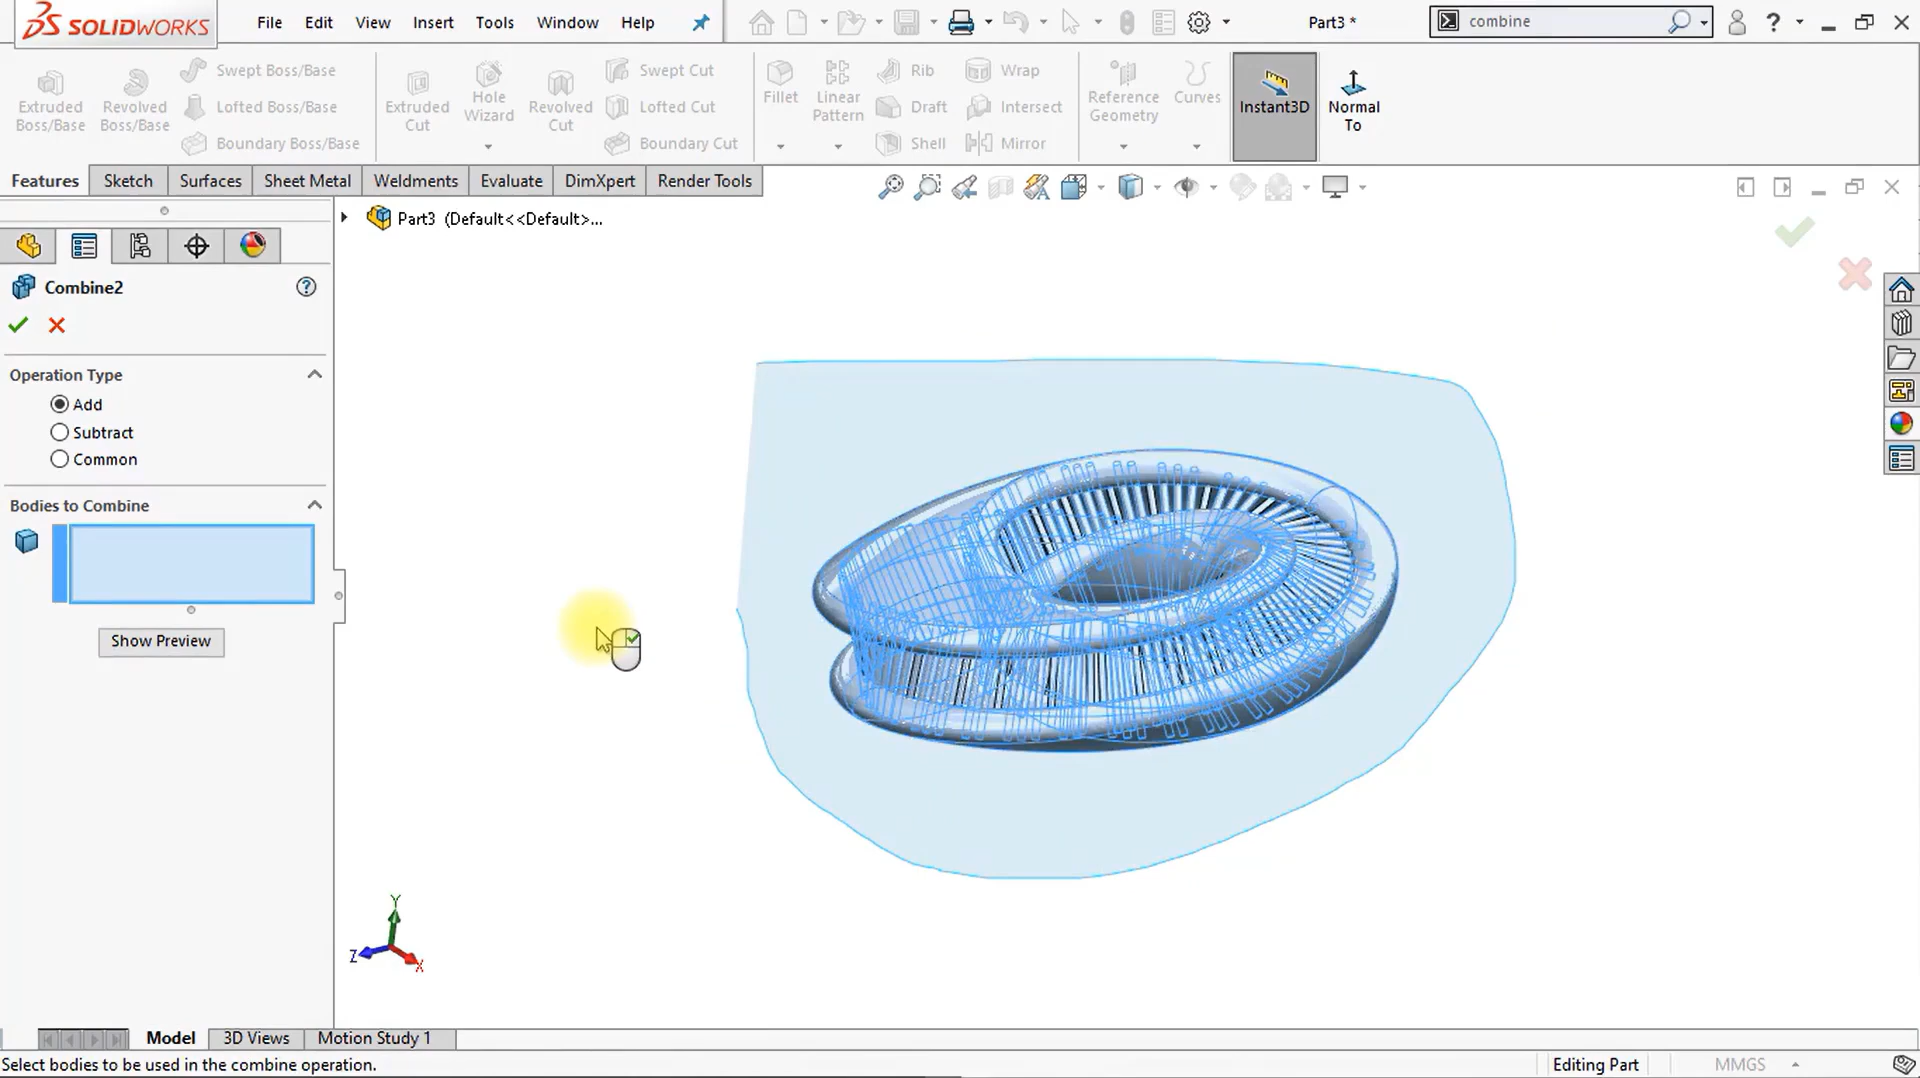 SOLIDWORKS File Edit View Insert Tools Window Help Part3 * combine ?
Extruded Boss/Base
Revolved Boss/Base
Swept Boss/Base
Lofted Boss/Base
Boundary Boss/Base
Extruded Cut
Hole Wizard
Revolved Cut
Swept Cut
Lofted Cut
Boundary Cut
Fillet
Linear Pattern
Rib
Draft
Shell
Wrap
Intersect
Mirror
Reference Geometry
Curves
Instant3D
Normal To
Features Sketch Surfaces Sheet Metal Weldments Evaluate DimXpert Render Tools
Part3 (Default<<Default>...
Combine2 ?
Operation Type
Add
Subtract
Common
Bodies to Combine
Show Preview
Y
Z
X
Model 3D Views Motion Study 1
Select bodies to be used in the combine operation. Editing Part MMGS